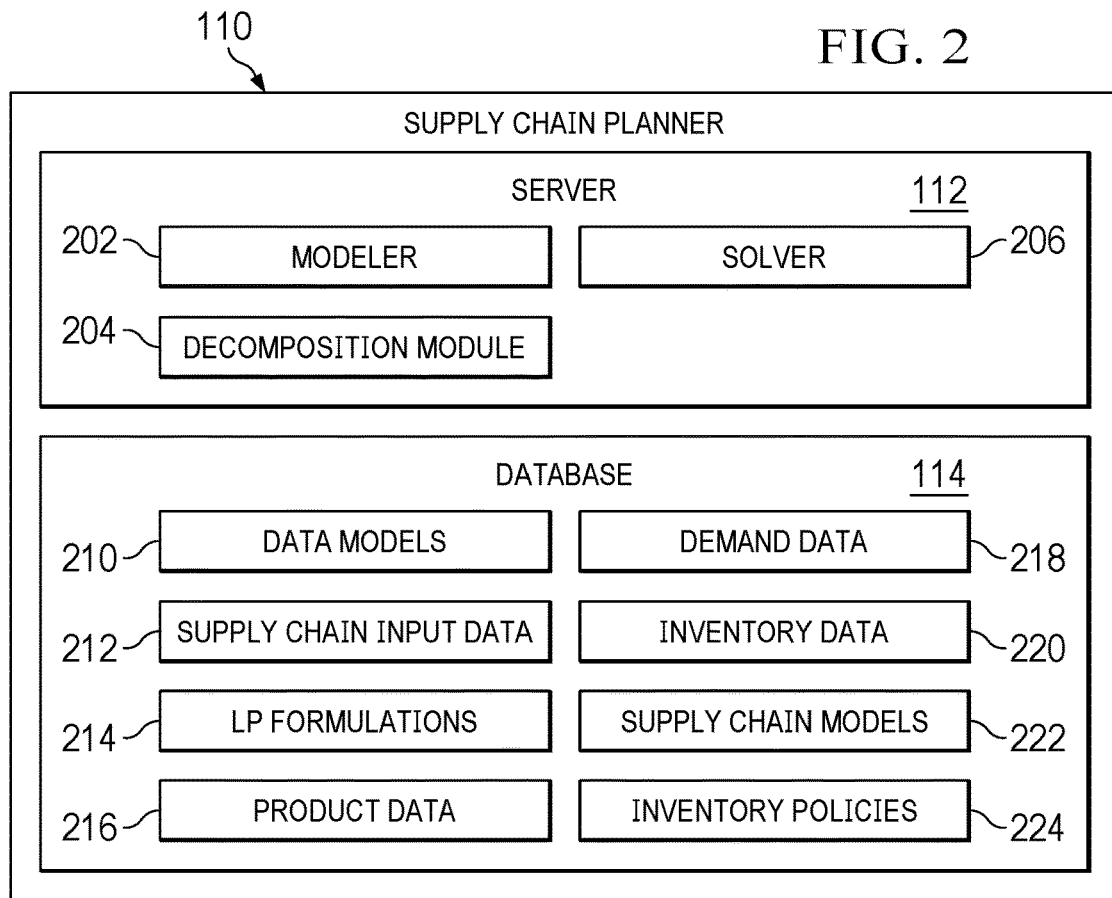 110
FIG. 2
SUPPLY CHAIN PLANNER
SERVER
112
202
MODELER
SOLVER
206
204
DECOMPOSITION MODULE
DATABASE
114
210
DATA MODELS
DEMAND DATA
218
212
SUPPLY CHAIN INPUT DATA
INVENTORY DATA
220
214
LP FORMULATIONS
SUPPLY CHAIN MODELS
222
216
PRODUCT DATA
INVENTORY POLICIES
224